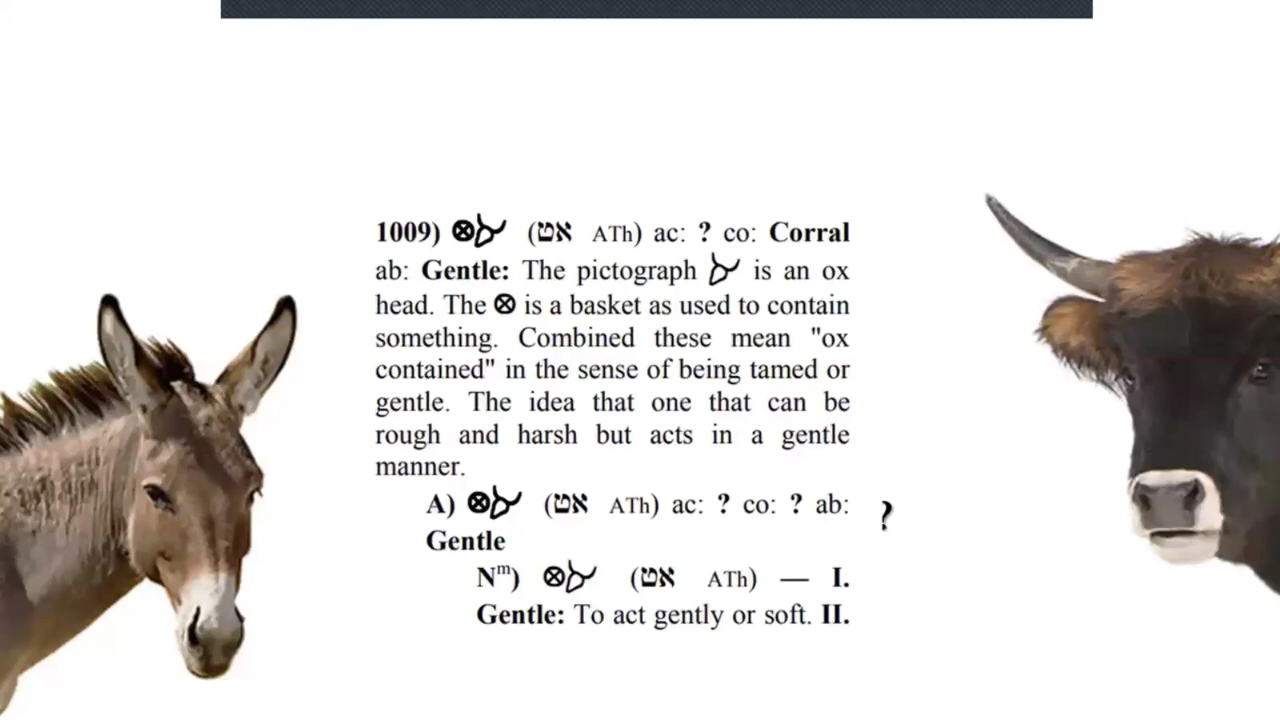 1009) ⊗𐤀 (אט ATh) ac: ? co: Corral
ab: Gentle: The pictograph 𐤀 is an ox
head. The ⊗ is a basket as used to contain
something. Combined these mean "ox
contained" in the sense of being tamed or
gentle. The idea that one that can be
rough and harsh but acts in a gentle
manner.
A) ⊗𐤀 (אט ATh) ac: ? co: ? ab:
Gentle
?
Nᵐ) ⊗𐤀 (אט ATh) — I.
Gentle: To act gently or soft. II.